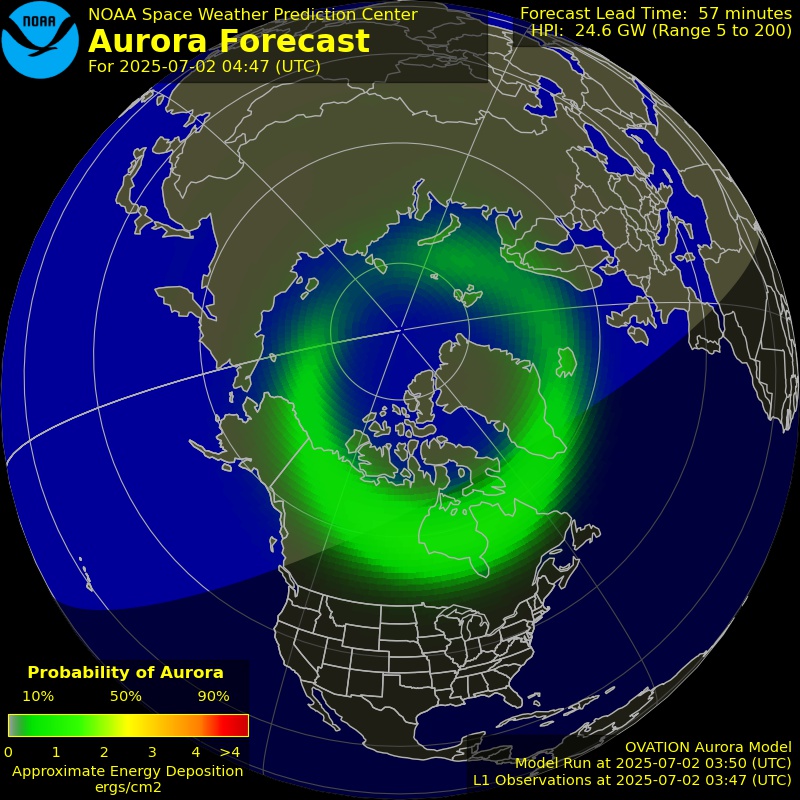 NOAA
NOAA Space Weather Prediction Center
Aurora Forecast
For 2025-07-02 04:47 (UTC)
Forecast Lead Time: 57 minutes
HPI: 24.6 GW (Range 5 to 200)
Probability of Aurora
10% 50% 90%
0 1 2 3 4 >4
Approximate Energy Deposition
ergs/cm2
OVATION Aurora Model
Model Run at 2025-07-02 03:50 (UTC)
L1 Observations at 2025-07-02 03:47 (UTC)